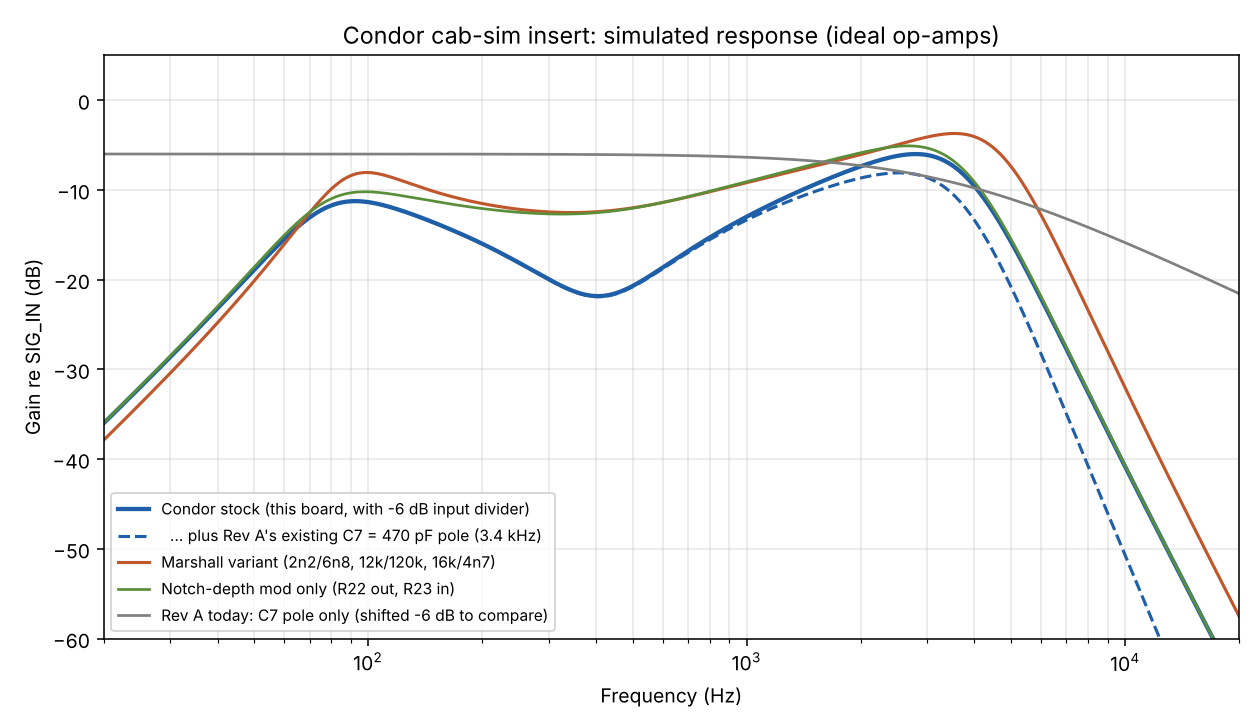 Condor cab-sim insert: simulated response (ideal op-amps)
Gain re SIG_IN (dB)
0
−10
−20
−30
−40
−50
−60
Condor stock (this board, with -6 dB input divider)
... plus Rev A's existing C7 = 470 pF pole (3.4 kHz)
Marshall variant (2n2/6n8, 12k/120k, 16k/4n7)
Notch-depth mod only (R22 out, R23 in)
Rev A today: C7 pole only (shifted -6 dB to compare)
10² 10³ 10⁴
Frequency (Hz)